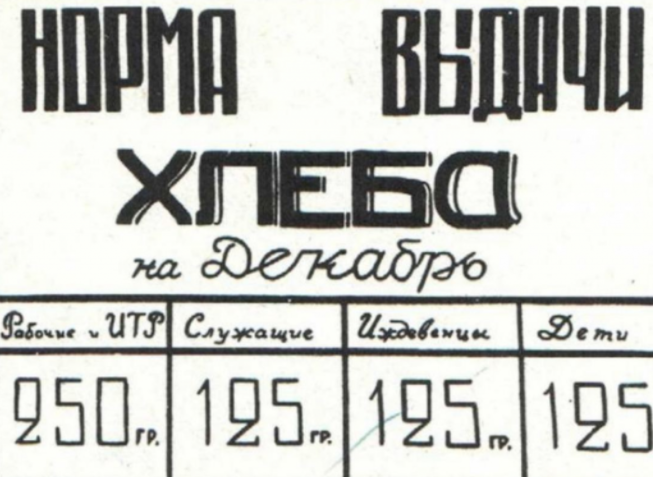 НОРМА ВЫДАЧИ
ХЛЕБА
на Декабрь
Рабочие и ИТР Служащие Иждевенцы Дети
250 гр. 125 гр. 125 гр. 125